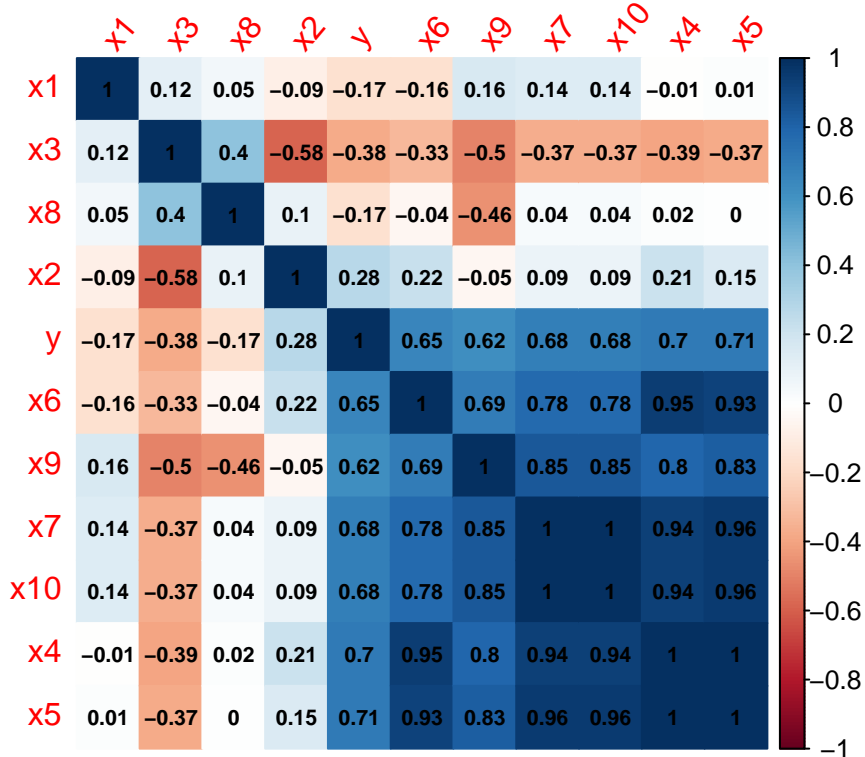 x1 x3 x8 x2 y x6 x9 x7 x10 x4 x5
x1 1 0.12 0.05 −0.09 −0.17 −0.16 0.16 0.14 0.14 −0.01 0.01
x3 0.12 1 0.4 −0.58 −0.38 −0.33 −0.5 −0.37 −0.37 −0.39 −0.37
x8 0.05 0.4 1 0.1 −0.17 −0.04 −0.46 0.04 0.04 0.02 0
x2 −0.09 −0.58 0.1 1 0.28 0.22 −0.05 0.09 0.09 0.21 0.15
y −0.17 −0.38 −0.17 0.28 1 0.65 0.62 0.68 0.68 0.7 0.71
x6 −0.16 −0.33 −0.04 0.22 0.65 1 0.69 0.78 0.78 0.95 0.93
x9 0.16 −0.5 −0.46 −0.05 0.62 0.69 1 0.85 0.85 0.8 0.83
x7 0.14 −0.37 0.04 0.09 0.68 0.78 0.85 1 1 0.94 0.96
x10 0.14 −0.37 0.04 0.09 0.68 0.78 0.85 1 1 0.94 0.96
x4 −0.01 −0.39 0.02 0.21 0.7 0.95 0.8 0.94 0.94 1 1
x5 0.01 −0.37 0 0.15 0.71 0.93 0.83 0.96 0.96 1 1
1
0.8
0.6
0.4
0.2
0
−0.2
−0.4
−0.6
−0.8
−1